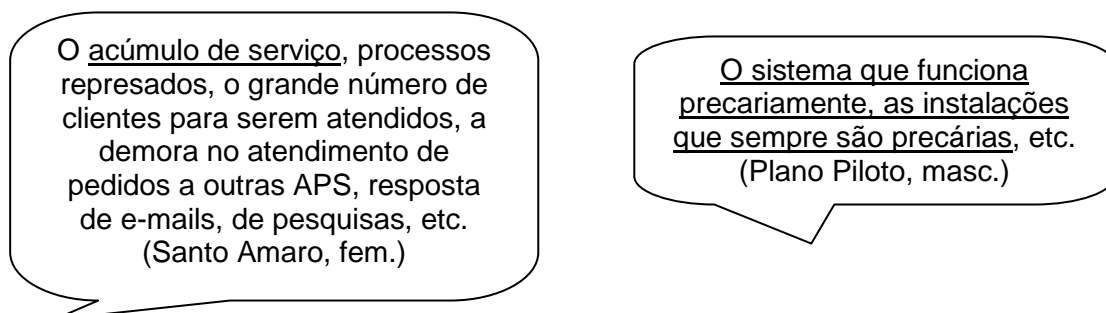 O acúmulo de serviço, processos
represados, o grande número de
clientes para serem atendidos, a
demora no atendimento de
pedidos a outras APS, resposta
de e-mails, de pesquisas, etc.
(Santo Amaro, fem.)
O sistema que funciona
precariamente, as instalações
que sempre são precárias, etc.
(Plano Piloto, masc.)